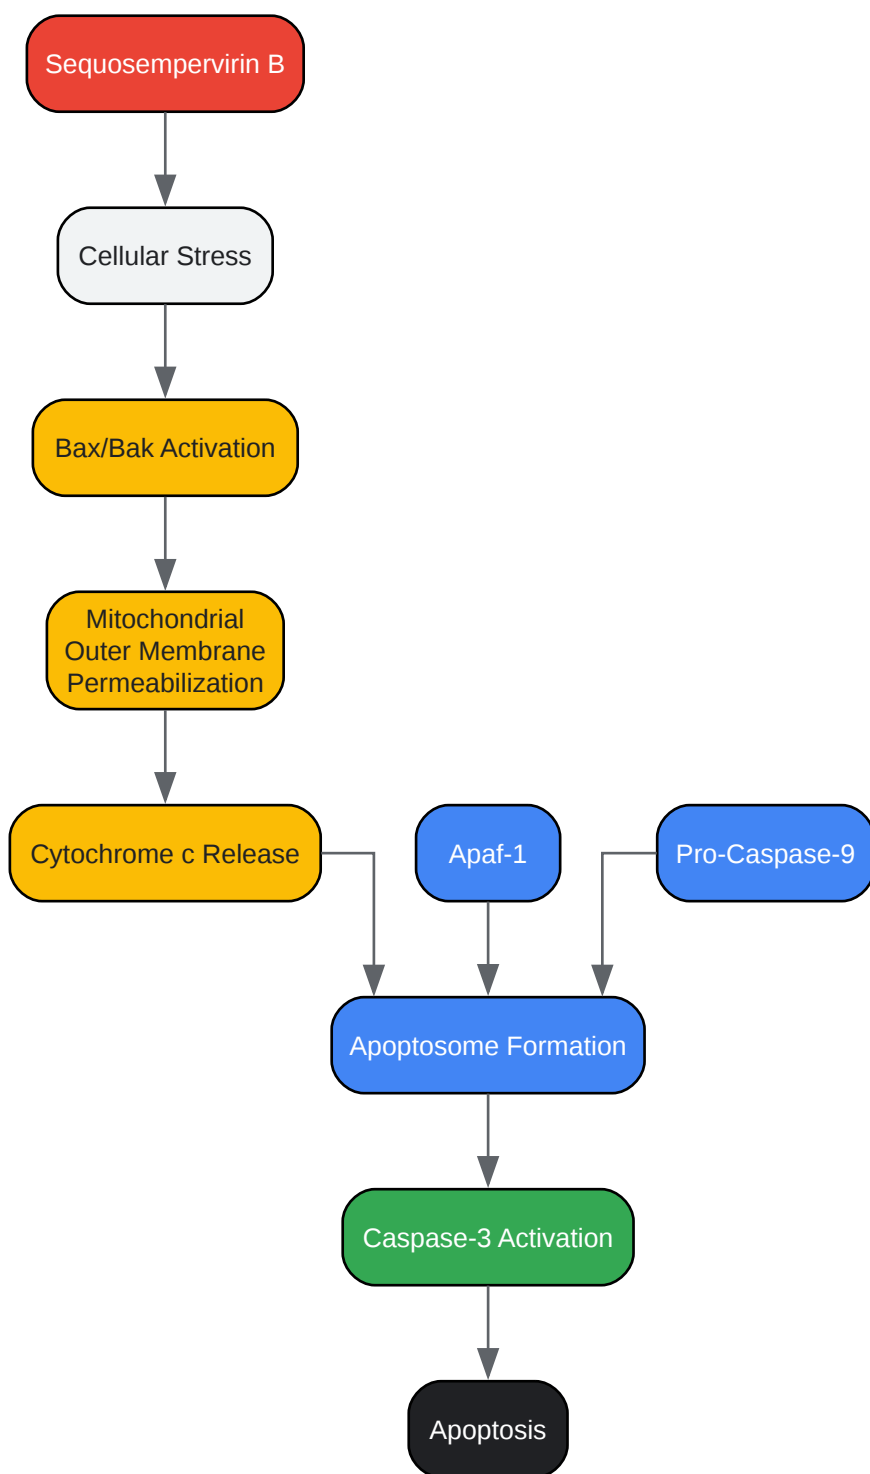 Sequosempervirin B
Cellular Stress
Bax/Bak Activation
Mitochondrial
Outer Membrane
Permeabilization
Cytochrome c Release
Apaf-1
Pro-Caspase-9
Apoptosome Formation
Caspase-3 Activation
Apoptosis